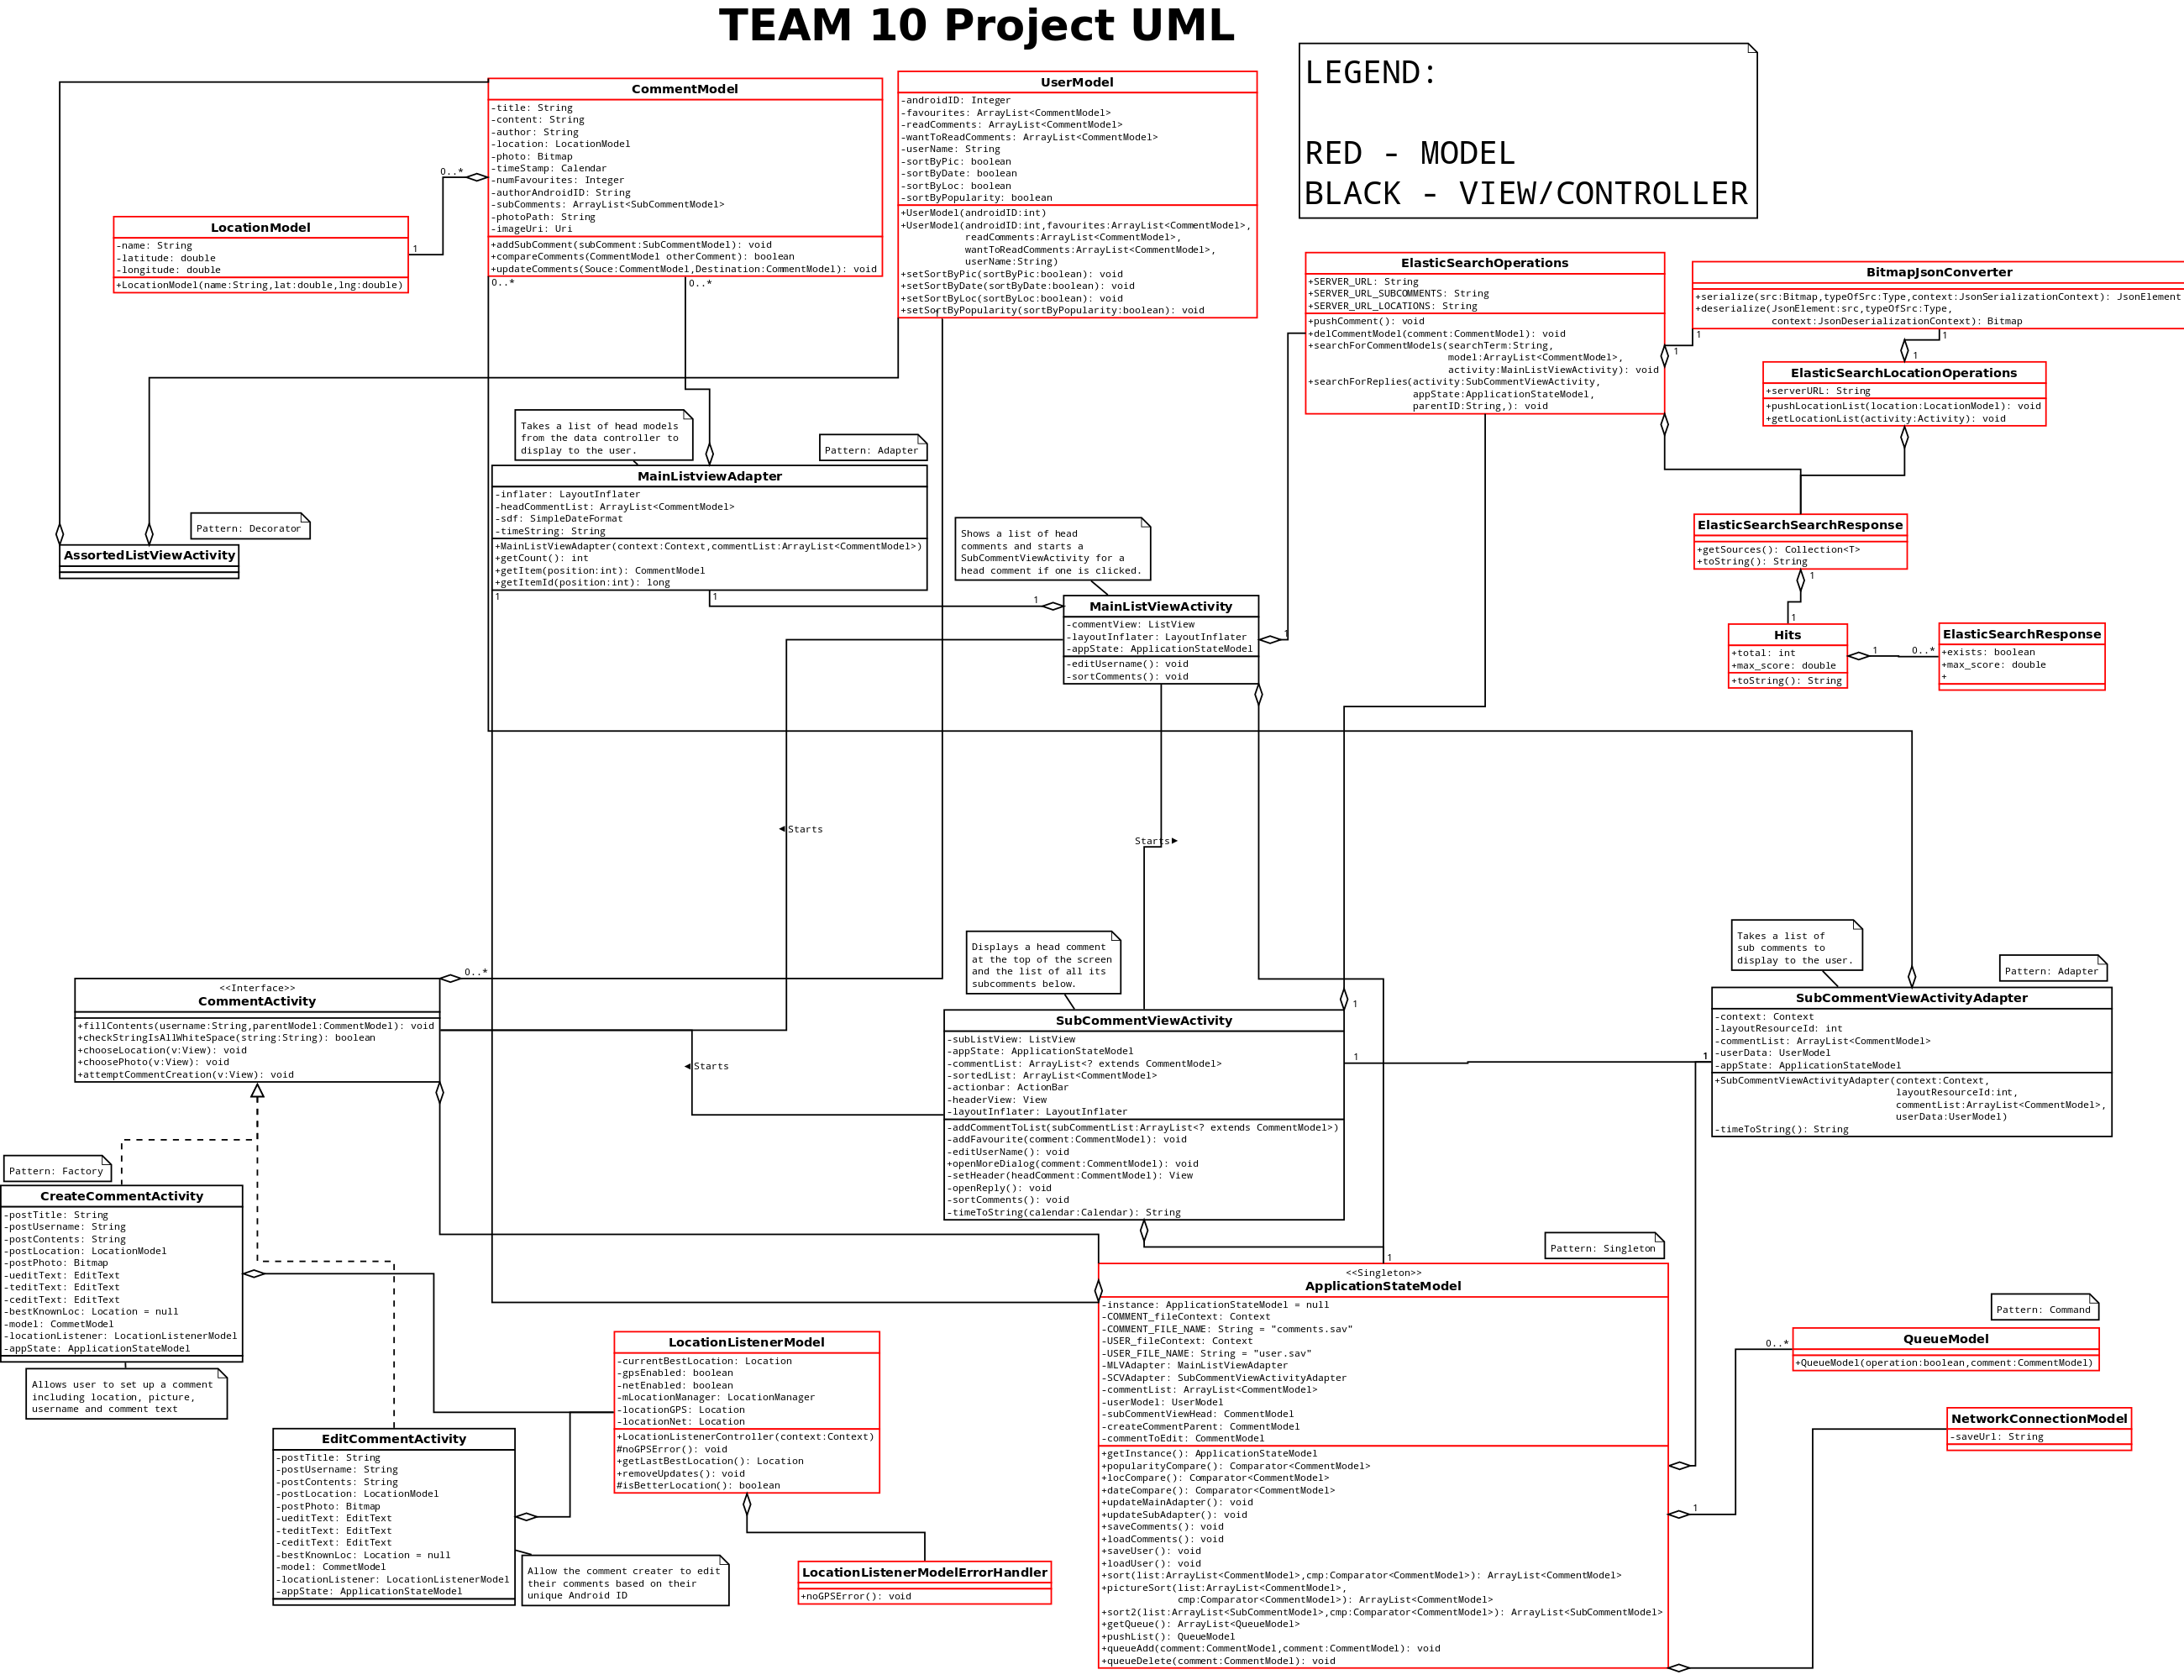 TEAM 10 Project UML
LEGEND:
RED - MODEL
BLACK - VIEW/CONTROLLER
CommentModel
-title: String
-content: String
-author: String
-location: LocationModel
-photo: Bitmap
-timeStamp: Calendar
-numFavourites: Integer
-authorAndroidID: String
-subComments: ArrayList<SubCommentModel>
-photoPath: String
-imageUri: Uri
+addSubComment(subComment:SubCommentModel): void
+compareComments(CommentModel otherComment): boolean
+updateComments(Souce:CommentModel,Destination:CommentModel): void
0..*
0..*
0..*
UserModel
-androidID: Integer
-favourites: ArrayList<CommentModel>
-readComments: ArrayList<CommentModel>
-wantToReadComments: ArrayList<CommentModel>
-userName: String
-sortByPic: boolean
-sortByDate: boolean
-sortByLoc: boolean
-sortByPopularity: boolean
+UserModel(androidID:int)
+UserModel(androidID:int,favourites:ArrayList<CommentModel>,
readComments:ArrayList<CommentModel>,
wantToReadComments:ArrayList<CommentModel>,
userName:String)
+setSortByPic(sortByPic:boolean): void
+setSortByDate(sortByDate:boolean): void
+setSortByLoc(sortByLoc:boolean): void
+setSortByPopularity(sortByPopularity:boolean): void
LocationModel
-name: String
-latitude: double
-longitude: double
+LocationModel(name:String,lat:double,lng:double)
1
ElasticSearchOperations
+SERVER_URL: String
+SERVER_URL_SUBCOMMENTS: String
+SERVER_URL_LOCATIONS: String
+pushComment(): void
+delCommentModel(comment:CommentModel): void
+searchForCommentModels(searchTerm:String,
model:ArrayList<CommentModel>,
activity:MainListViewActivity): void
+searchForReplies(activity:SubCommentViewActivity,
appState:ApplicationStateModel,
parentID:String,): void
1
BitmapJsonConverter
+serialize(src:Bitmap,typeOfSrc:Type,context:JsonSerializationContext): JsonElement
+deserialize(JsonElement:src,typeOfSrc:Type,
context:JsonDeserializationContext): Bitmap
1
1
1
ElasticSearchLocationOperations
+serverURL: String
+pushLocationList(location:LocationModel): void
+getLocationList(activity:Activity): void
Takes a list of head models
from the data controller to
display to the user.
Pattern: Adapter
MainListviewAdapter
-inflater: LayoutInflater
-headCommentList: ArrayList<CommentModel>
-sdf: SimpleDateFormat
-timeString: String
+MainListViewAdapter(context:Context,commentList:ArrayList<CommentModel>)
+getCount(): int
+getItem(position:int): CommentModel
+getItemId(position:int): long
1
1
1
Pattern: Decorator
AssortedListViewActivity
Shows a list of head
comments and starts a
SubCommentViewActivity for a
head comment if one is clicked.
MainListViewActivity
-commentView: ListView
-layoutInflater: LayoutInflater
-appState: ApplicationStateModel
-editUsername(): void
-sortComments(): void
1
ElasticSearchSearchResponse
+getSources(): Collection<T>
+toString(): String
1
1
Hits
+total: int
+max_score: double
+toString(): String
1
0..*
ElasticSearchResponse
+exists: boolean
+max_score: double
+
◄Starts
Starts►
◄Starts
<<Interface>>
CommentActivity
+fillContents(username:String,parentModel:CommentModel): void
+checkStringIsAllWhiteSpace(string:String): boolean
+chooseLocation(v:View): void
+choosePhoto(v:View): void
+attemptCommentCreation(v:View): void
0..*
Displays a head comment
at the top of the screen
and the list of all its
subcomments below.
SubCommentViewActivity
-subListView: ListView
-appState: ApplicationStateModel
-commentList: ArrayList<? extends CommentModel>
-sortedList: ArrayList<CommentModel>
-actionbar: ActionBar
-headerView: View
-layoutInflater: LayoutInflater
-addCommentToList(subCommentList:ArrayList<? extends CommentModel>)
-addFavourite(comment:CommentModel): void
-editUserName(): void
+openMoreDialog(comment:CommentModel): void
-setHeader(headComment:CommentModel): View
-openReply(): void
-sortComments(): void
-timeToString(calendar:Calendar): String
1
1
Takes a list of
sub comments to
display to the user.
Pattern: Adapter
SubCommentViewActivityAdapter
-context: Context
-layoutResourceId: int
-commentList: ArrayList<CommentModel>
-userData: UserModel
-appState: ApplicationStateModel
+SubCommentViewActivityAdapter(context:Context,
layoutResourceId:int,
commentList:ArrayList<CommentModel>,
userData:UserModel)
-timeToString(): String
1
Pattern: Factory
CreateCommentActivity
-postTitle: String
-postUsername: String
-postContents: String
-postLocation: LocationModel
-postPhoto: Bitmap
-ueditText: EditText
-teditText: EditText
-ceditText: EditText
-bestKnownLoc: Location = null
-model: CommetModel
-locationListener: LocationListenerModel
-appState: ApplicationStateModel
Allows user to set up a comment
including location, picture,
username and comment text
EditCommentActivity
-postTitle: String
-postUsername: String
-postContents: String
-postLocation: LocationModel
-postPhoto: Bitmap
-ueditText: EditText
-teditText: EditText
-ceditText: EditText
-bestKnownLoc: Location = null
-model: CommetModel
-locationListener: LocationListenerModel
-appState: ApplicationStateModel
Allow the comment creater to edit
their comments based on their
unique Android ID
LocationListenerModel
-currentBestLocation: Location
-gpsEnabled: boolean
-netEnabled: boolean
-mLocationManager: LocationManager
-locationGPS: Location
-locationNet: Location
+LocationListenerController(context:Context)
#noGPSError(): void
+getLastBestLocation(): Location
+removeUpdates(): void
#isBetterLocation(): boolean
LocationListenerModelErrorHandler
+noGPSError(): void
Pattern: Singleton
1
<<Singleton>>
ApplicationStateModel
-instance: ApplicationStateModel = null
-COMMENT_fileContext: Context
-COMMENT_FILE_NAME: String = "comments.sav"
-USER_fileContext: Context
-USER_FILE_NAME: String = "user.sav"
-MLVAdapter: MainListViewAdapter
-SCVAdapter: SubCommentViewActivityAdapter
-commentList: ArrayList<CommentModel>
-userModel: UserModel
-subCommentViewHead: CommentModel
-createCommentParent: CommentModel
-commentToEdit: CommentModel
+getInstance(): ApplicationStateModel
+popularityCompare(): Comparator<CommentModel>
+locCompare(): Comparator<CommentModel>
+dateCompare(): Comparator<CommentModel>
+updateMainAdapter(): void
+updateSubAdapter(): void
+saveComments(): void
+loadComments(): void
+saveUser(): void
+loadUser(): void
+sort(list:ArrayList<CommentModel>,cmp:Comparator<CommentModel>): ArrayList<CommentModel>
+pictureSort(list:ArrayList<CommentModel>,
cmp:Comparator<CommentModel>): ArrayList<CommentModel>
+sort2(list:ArrayList<SubCommentModel>,cmp:Comparator<CommentModel>): ArrayList<SubCommentModel>
+getQueue(): ArrayList<QueueModel>
+pushList(): QueueModel
+queueAdd(comment:CommentModel,comment:CommentModel): void
+queueDelete(comment:CommentModel): void
1
Pattern: Command
0..*
QueueModel
+QueueModel(operation:boolean,comment:CommentModel)
NetworkConnectionModel
-saveUrl: String